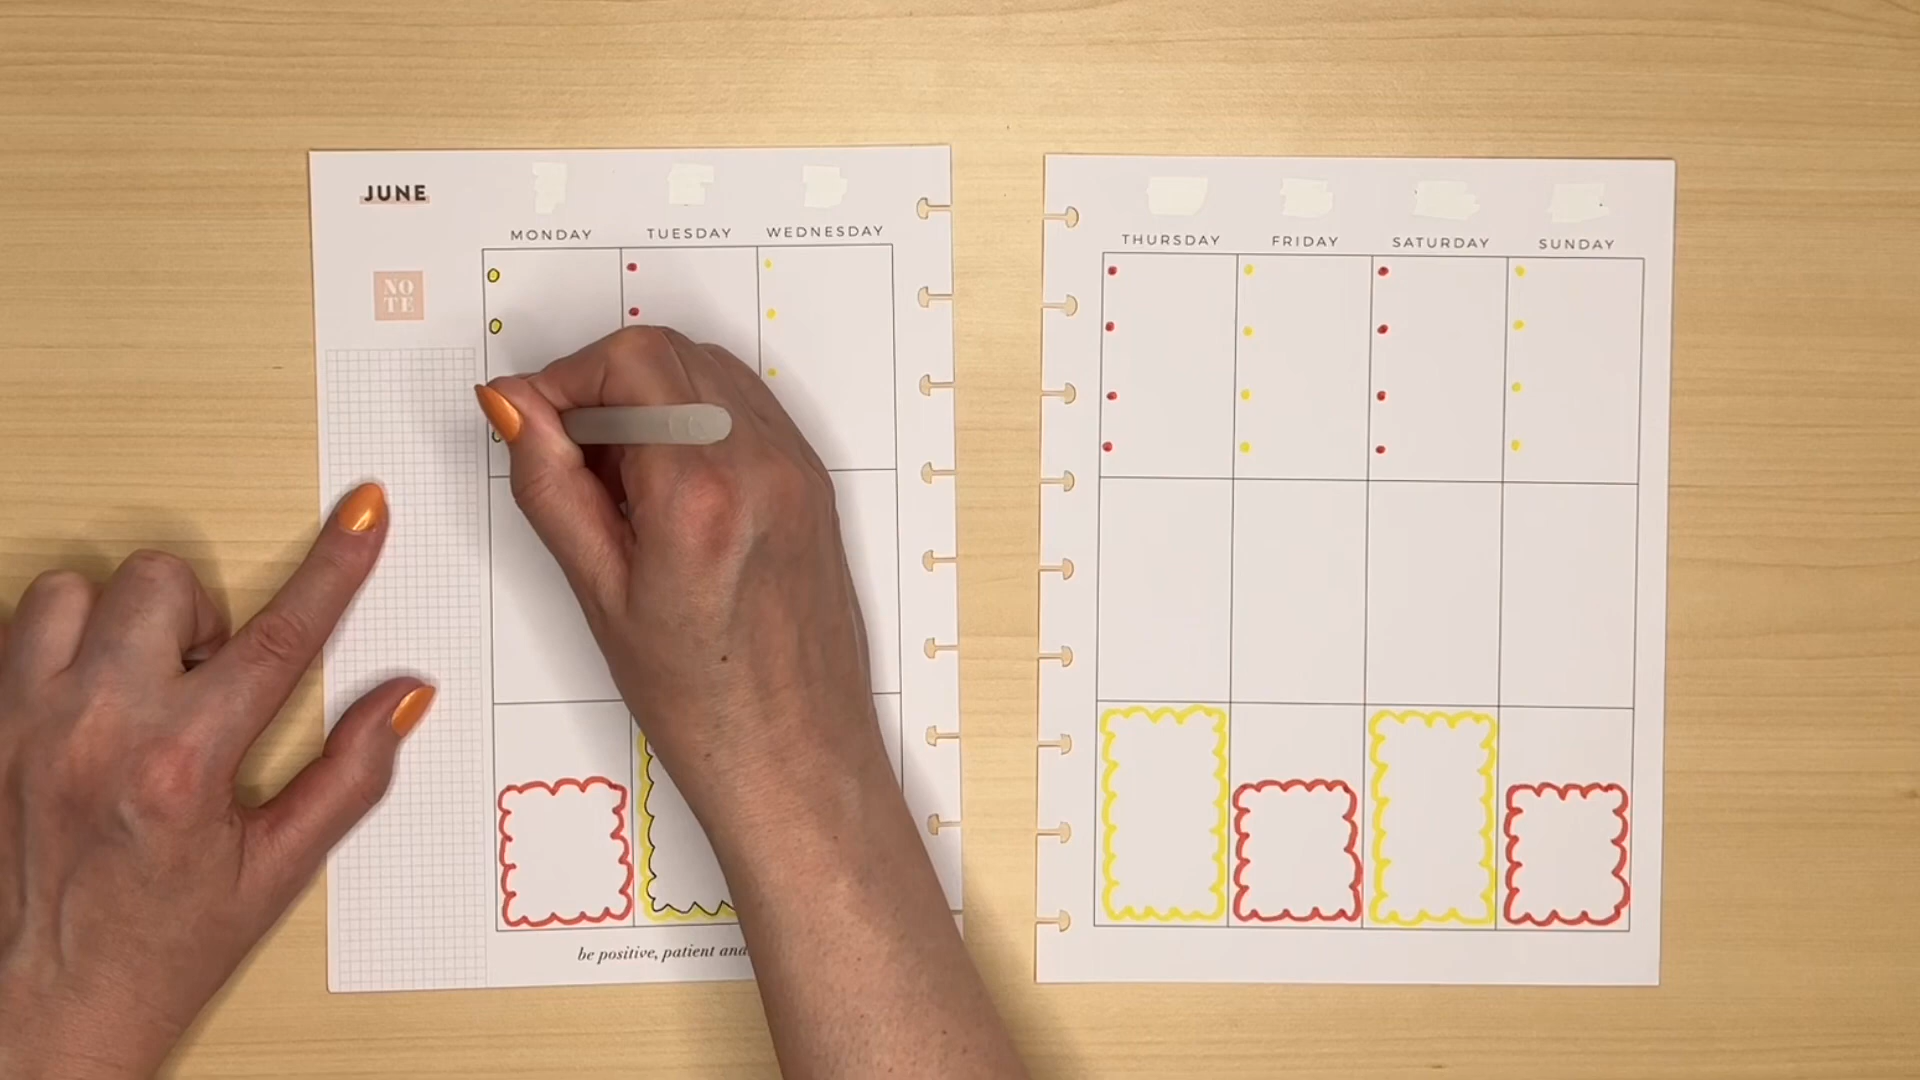 JUNE
NO
TE
MONDAY TUESDAY WEDNESDAY
THURSDAY FRIDAY SATURDAY SUNDAY
be positive, patient and